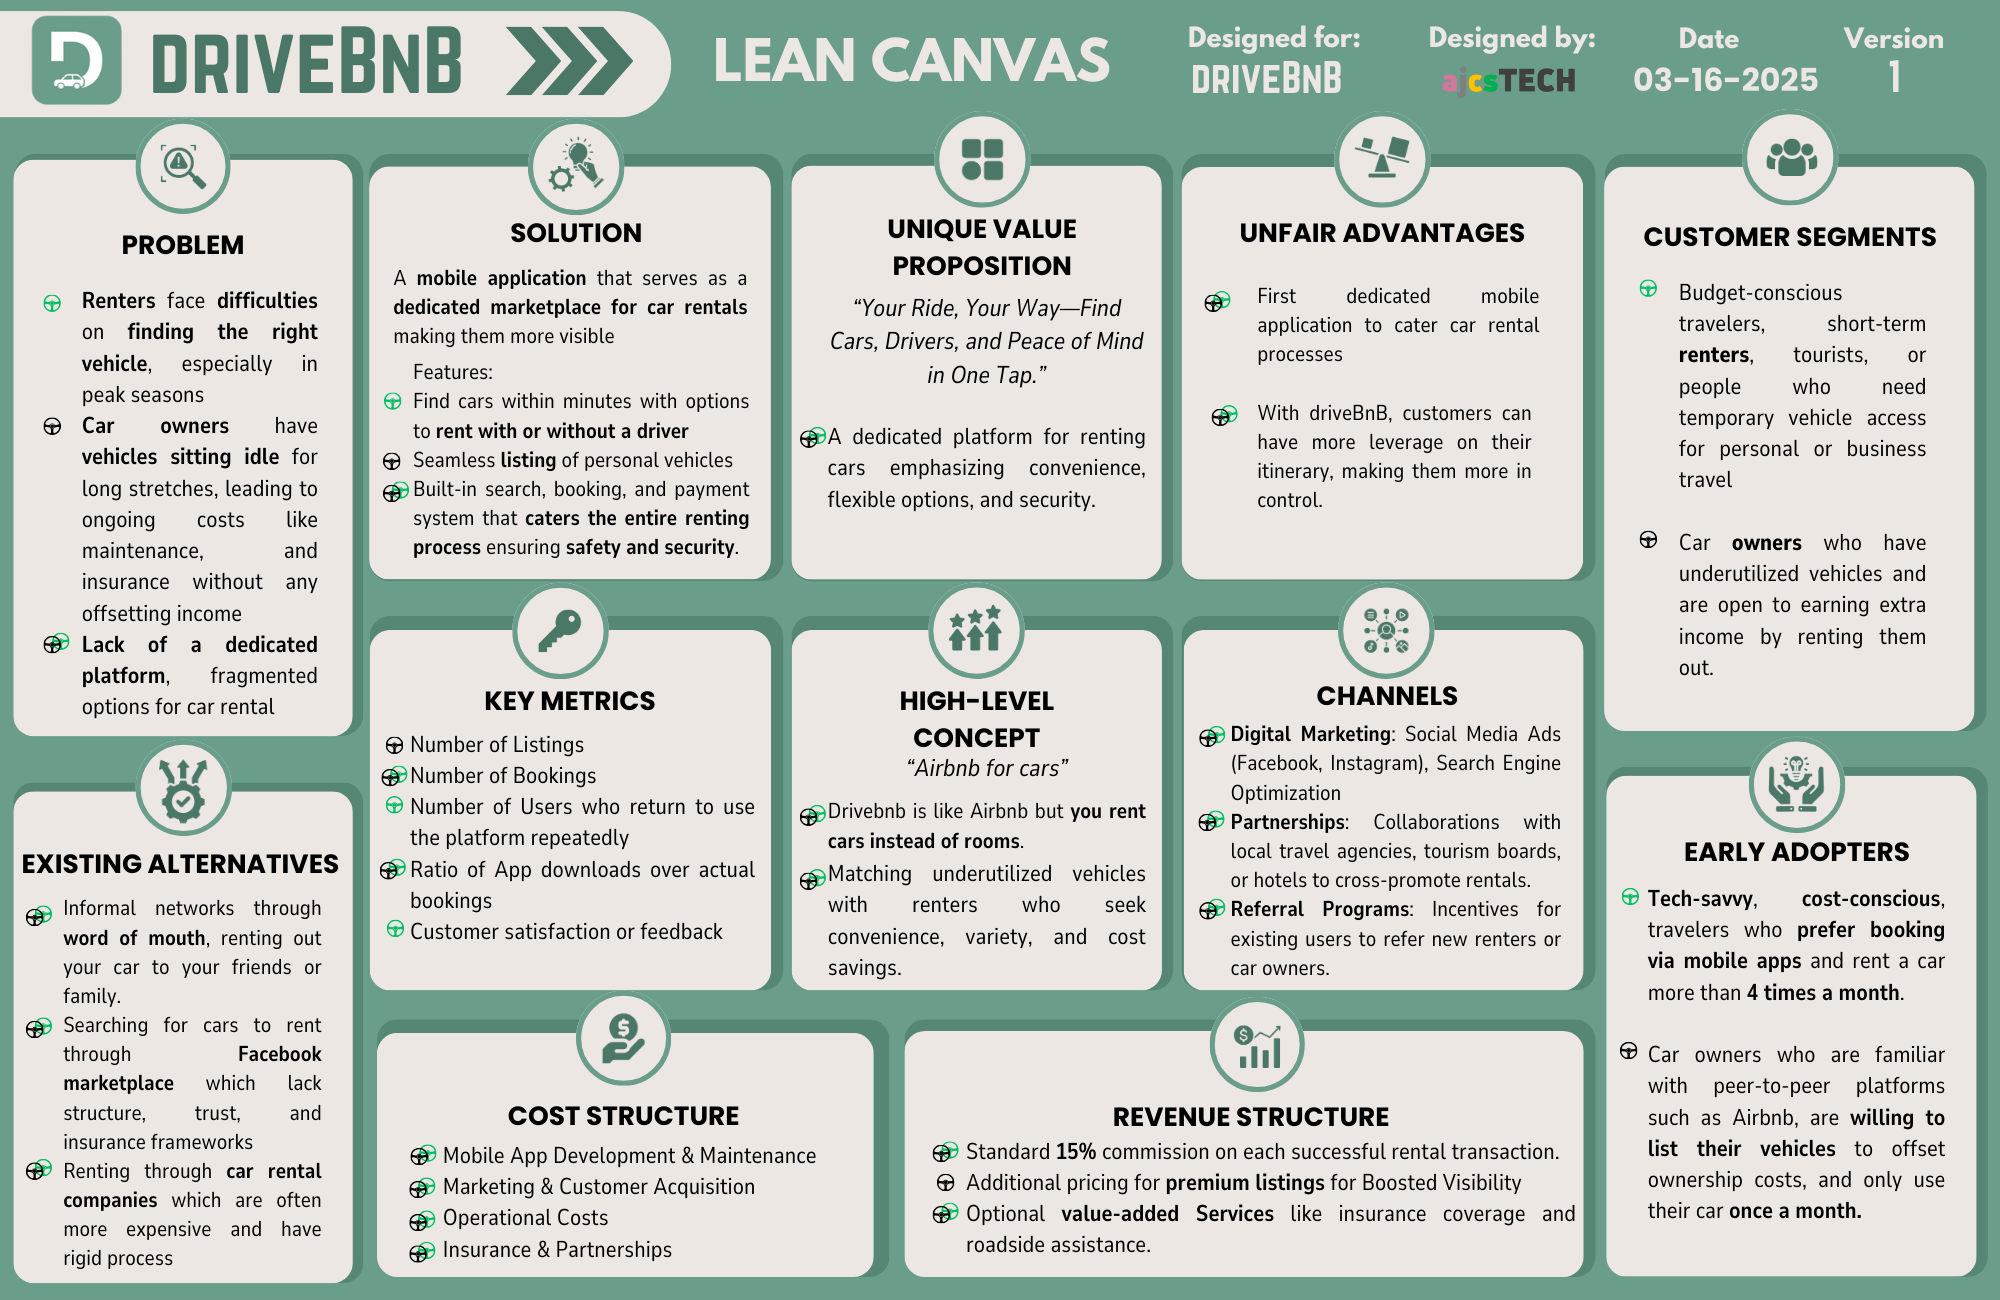 DRIVEBNB
LEAN CANVAS
Designed for:
DRIVEBNB
Designed by:
ajcsTECH
Date
03-16-2025
Version
1
PROBLEM
Renters face difficulties
on finding the right
vehicle, especially in
peak seasons
Car owners have
vehicles sitting idle for
long stretches, leading to
ongoing costs like
maintenance, and
insurance without any
offsetting income
Lack of a dedicated
platform, fragmented
options for car rental
EXISTING ALTERNATIVES
Informal networks through
word of mouth, renting out
your car to your friends or
family.
Searching for cars to rent
through Facebook
marketplace which lack
structure, trust, and
insurance frameworks
Renting through car rental
companies which are often
more expensive and have
rigid process
SOLUTION
A mobile application that serves as a
dedicated marketplace for car rentals
making them more visible
Features:
Find cars within minutes with options
to rent with or without a driver
Seamless listing of personal vehicles
Built-in search, booking, and payment
system that caters the entire renting
process ensuring safety and security.
KEY METRICS
Number of Listings
Number of Bookings
Number of Users who return to use
the platform repeatedly
Ratio of App downloads over actual
bookings
Customer satisfaction or feedback
UNIQUE VALUE
PROPOSITION
“Your Ride, Your Way—Find
Cars, Drivers, and Peace of Mind
in One Tap.”
A dedicated platform for renting
cars emphasizing convenience,
flexible options, and security.
HIGH-LEVEL
CONCEPT
“Airbnb for cars”
Drivebnb is like Airbnb but you rent
cars instead of rooms.
Matching underutilized vehicles
with renters who seek
convenience, variety, and cost
savings.
UNFAIR ADVANTAGES
First dedicated mobile
application to cater car rental
processes
With driveBnB, customers can
have more leverage on their
itinerary, making them more in
control.
CHANNELS
Digital Marketing: Social Media Ads
(Facebook, Instagram), Search Engine
Optimization
Partnerships: Collaborations with
local travel agencies, tourism boards,
or hotels to cross-promote rentals.
Referral Programs: Incentives for
existing users to refer new renters or
car owners.
CUSTOMER SEGMENTS
Budget-conscious
travelers, short-term
renters, tourists, or
people who need
temporary vehicle access
for personal or business
travel
Car owners who have
underutilized vehicles and
are open to earning extra
income by renting them
out.
EARLY ADOPTERS
Tech-savvy, cost-conscious,
travelers who prefer booking
via mobile apps and rent a car
more than 4 times a month.
Car owners who are familiar
with peer-to-peer platforms
such as Airbnb, are willing to
list their vehicles to offset
ownership costs, and only use
their car once a month.
COST STRUCTURE
Mobile App Development & Maintenance
Marketing & Customer Acquisition
Operational Costs
Insurance & Partnerships
REVENUE STRUCTURE
Standard 15% commission on each successful rental transaction.
Additional pricing for premium listings for Boosted Visibility
Optional value-added Services like insurance coverage and
roadside assistance.